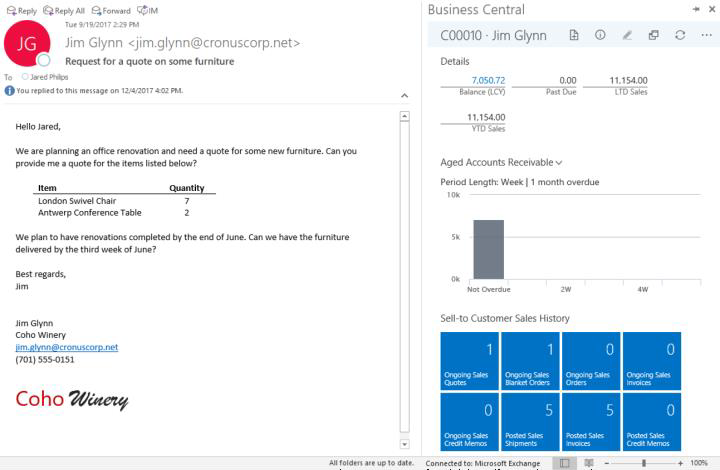 Reply Reply All Forward IM
Tue 9/19/2017 2:29 PM
JG
Jim Glynn <jim.glynn@cronuscorp.net>
Request for a quote on some furniture
To Jared Philips
You replied to this message on 12/4/2017 4:02 PM.
Hello Jared,
We are planning an office renovation and need a quote for some new furniture. Can you
provide me a quote for the items listed below?
Item Quantity
London Swivel Chair 7
Antwerp Conference Table 2
We plan to have renovations completed by the end of June. Can we have the furniture
delivered by the third week of June?
Best regards,
Jim
Jim Glynn
Coho Winery
jim.glynn@cronuscorp.net
(701) 555-0151
Coho Winery
Business Central
C00010 · Jim Glynn
Details
7,050.72 0.00 11,154.00
Balance (LCY) Past Due LTD Sales
11,154.00
YTD Sales
Aged Accounts Receivable
Period Length: Week | 1 month overdue
10k
5k
0k
Not Overdue 2W 4W
Sell-to Customer Sales History
1 1 0 0
Ongoing Sales Ongoing Sales Ongoing Sales Ongoing Sales
Quotes Blanket Orders Orders Invoices
0 5 5 0
Ongoing Sales Posted Sales Posted Sales Posted Sales
Credit Memos Shipments Invoices Credit Memos
All folders are up to date. Connected to: Microsoft Exchange 100%